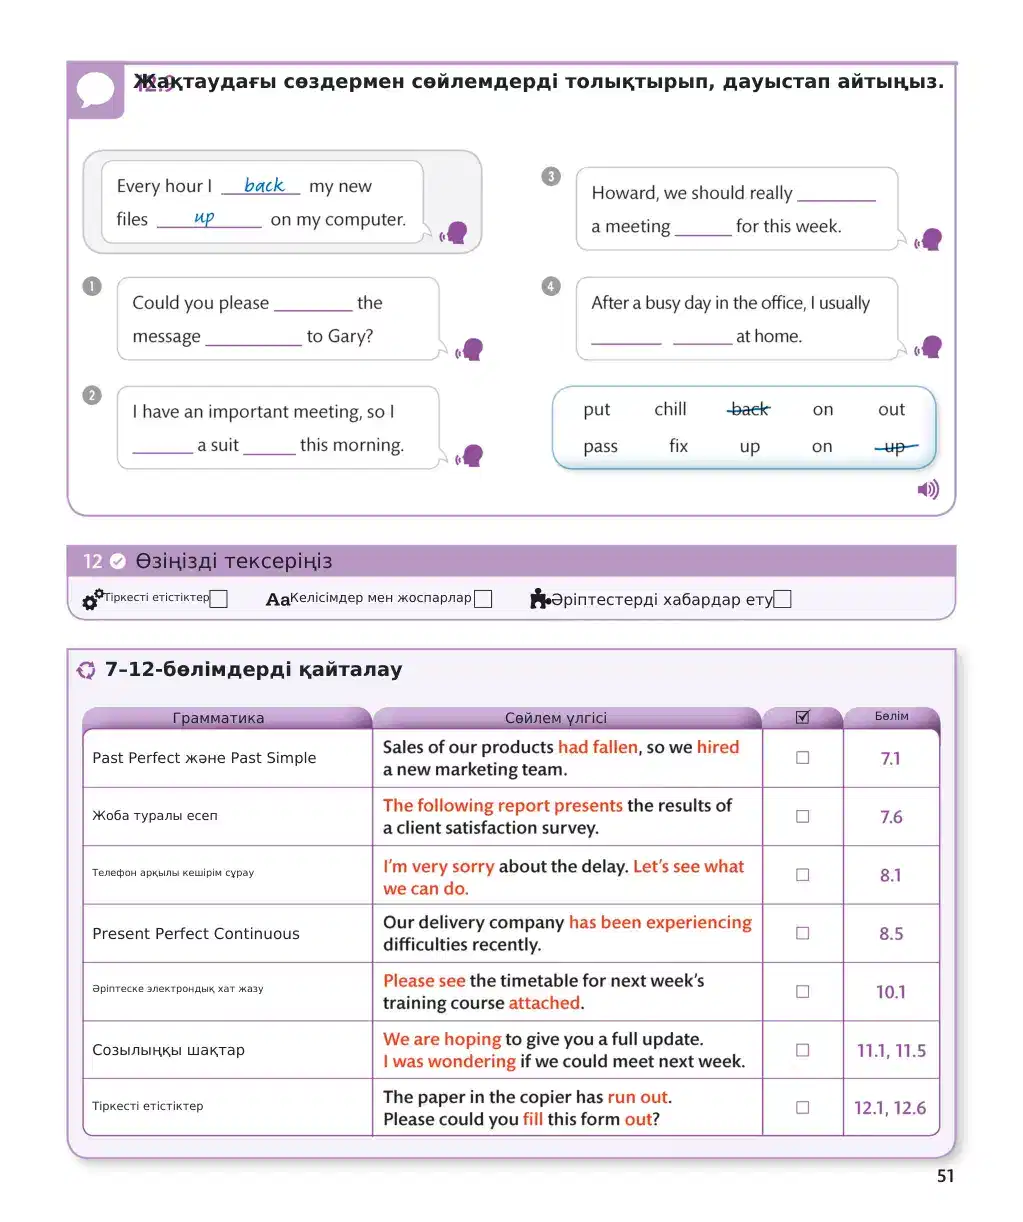 12.9 Жақтаудағы сөздермен сөйлемдерді толықтырып, дауыстап айтыңыз.
Every hour I back my new
files up on my computer.
1
Could you please ________ the
message ________ to Gary?
2
I have an important meeting, so I
________ a suit ________ this morning.
3
Howard, we should really ________
a meeting ________ for this week.
4
After a busy day in the office, I usually
________ ________ at home.
put chill back on out
pass fix up on up
12 Өзіңізді тексеріңіз
Тіркесті етістіктер Aa Келісімдер мен жоспарлар Әріптестерді хабардар ету
7–12-бөлімдерді қайталау
Грамматика Сөйлем үлгісі Бөлім
Past Perfect және Past Simple
Sales of our products had fallen, so we hired
a new marketing team.
7.1
Жоба туралы есеп
The following report presents the results of
a client satisfaction survey.
7.6
Телефон арқылы кешірім сұрау
I'm very sorry about the delay. Let's see what
we can do.
8.1
Present Perfect Continuous
Our delivery company has been experiencing
difficulties recently.
8.5
Әріптеске электрондық хат жазу
Please see the timetable for next week's
training course attached.
10.1
Созылыңқы шақтар
We are hoping to give you a full update.
I was wondering if we could meet next week.
11.1, 11.5
Тіркесті етістіктер
The paper in the copier has run out.
Please could you fill this form out?
12.1, 12.6
51